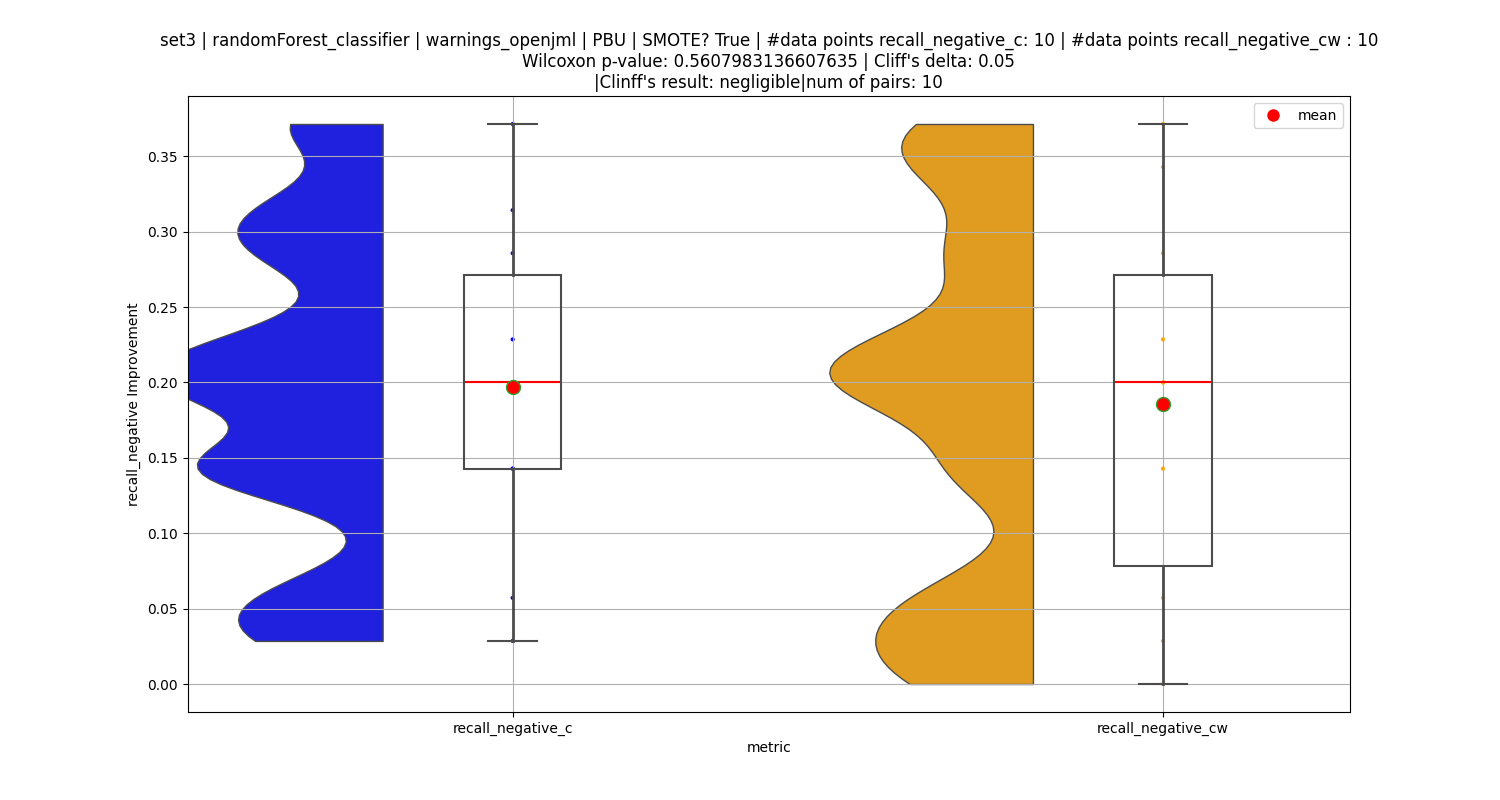 set3 | randomForest_classifier | warnings_openjml | PBU | SMOTE? True | #data points recall_negative_c: 10 | #data points recall_negative_cw : 10
Wilcoxon p-value: 0.5607983136607635 | Cliff's delta: 0.05
|Clinff's result: negligible|num of pairs: 10
mean
0.35
0.30
0.25
0.20
0.15
0.10
0.05
0.00
recall_negative Improvement
recall_negative_c
recall_negative_cw
metric